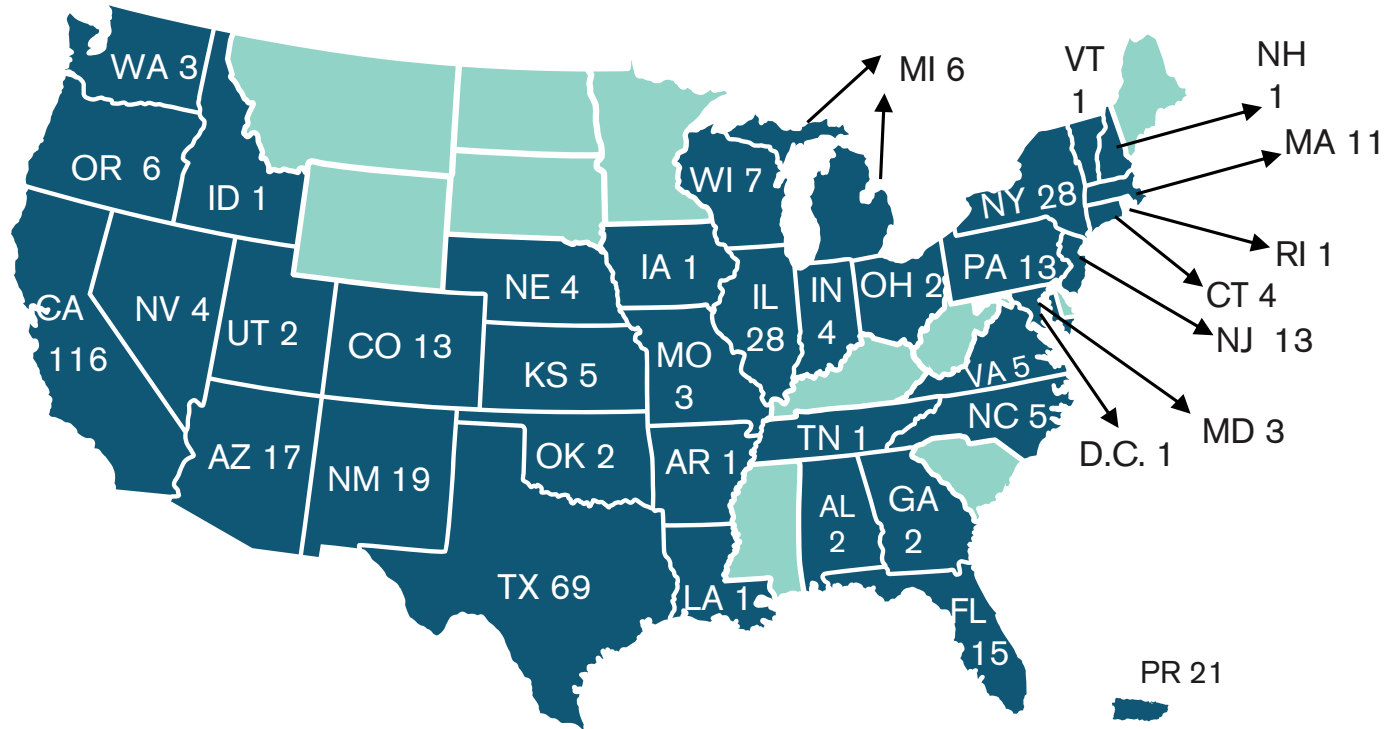 WA 3
MI 6
VT
1
NH
1
MA 11
OR 6
ID 1
WI 7
NY 28
RI 1
CT 4
NJ 13
CA
116
NV 4
UT 2
CO 13
NE 4
IA 1
IL
28
IN
4
OH 2
PA 13
KS 5
MO
3
VA 5
NC 5
MD 3
D.C. 1
AZ 17
NM 19
OK 2
AR 1
TN 1
AL
2
GA
2
TX 69
LA 1
FL
15
PR 21